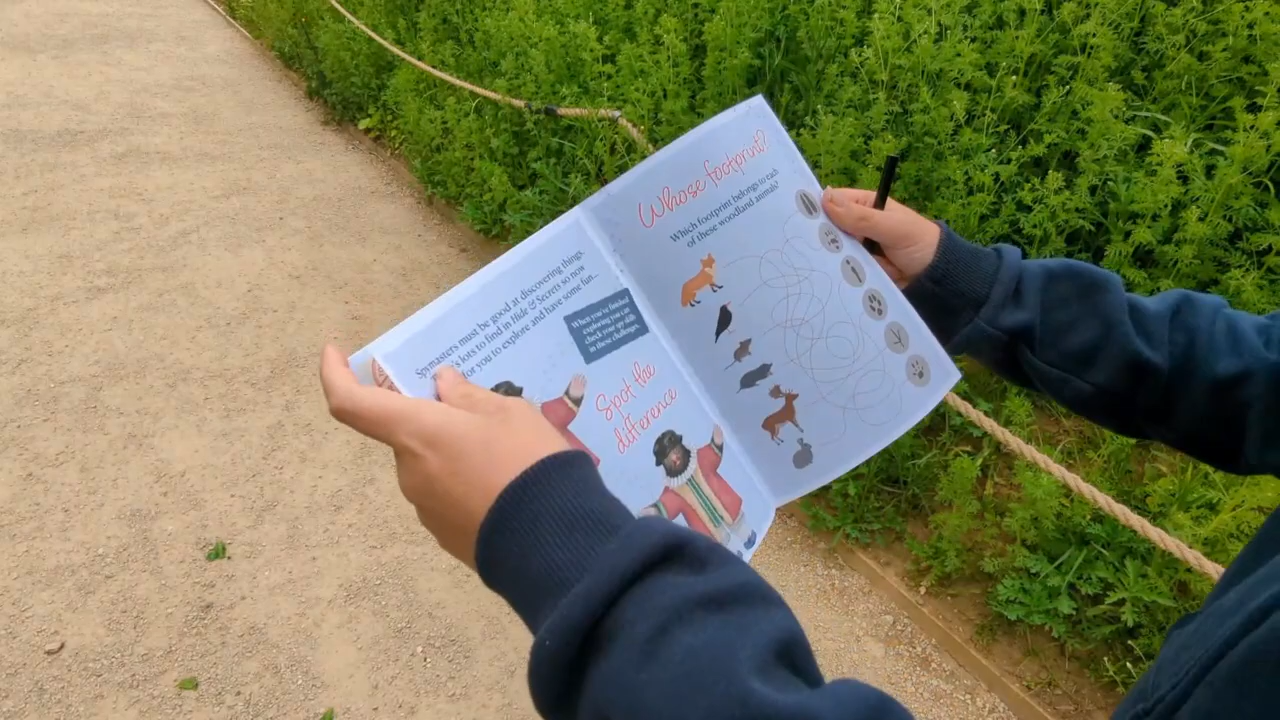 Spymasters must be good at discovering things.
lots to find in Hide & Secrets so now
for you to explore and have some fun...
When you've finished
exploring you can
check your spy skills
in these challenges.
Spot the
difference
Whose footprint?
Which footprint belongs to each
of these woodland animals?